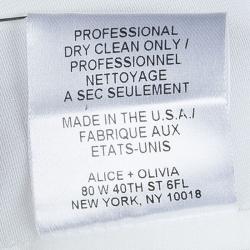 PROFESSIONAL
DRY CLEAN ONLY /
PROFESSIONNEL
NETTOYAGE
A SEC SEULEMENT
MADE IN THE U.S.A./
FABRIQUE AUX
ETATS-UNIS
ALICE + OLIVIA
80 W 40TH ST 6FL
NEW YORK, NY 10018